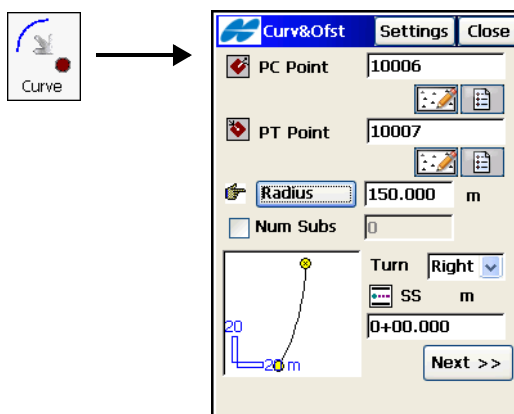 Curve
Curv&Ofst Settings Close
PC Point 10006
PT Point 10007
Radius 150.000 m
Num Subs 0
Turn Right
SS m
0+00.000
20
20 m
Next >>